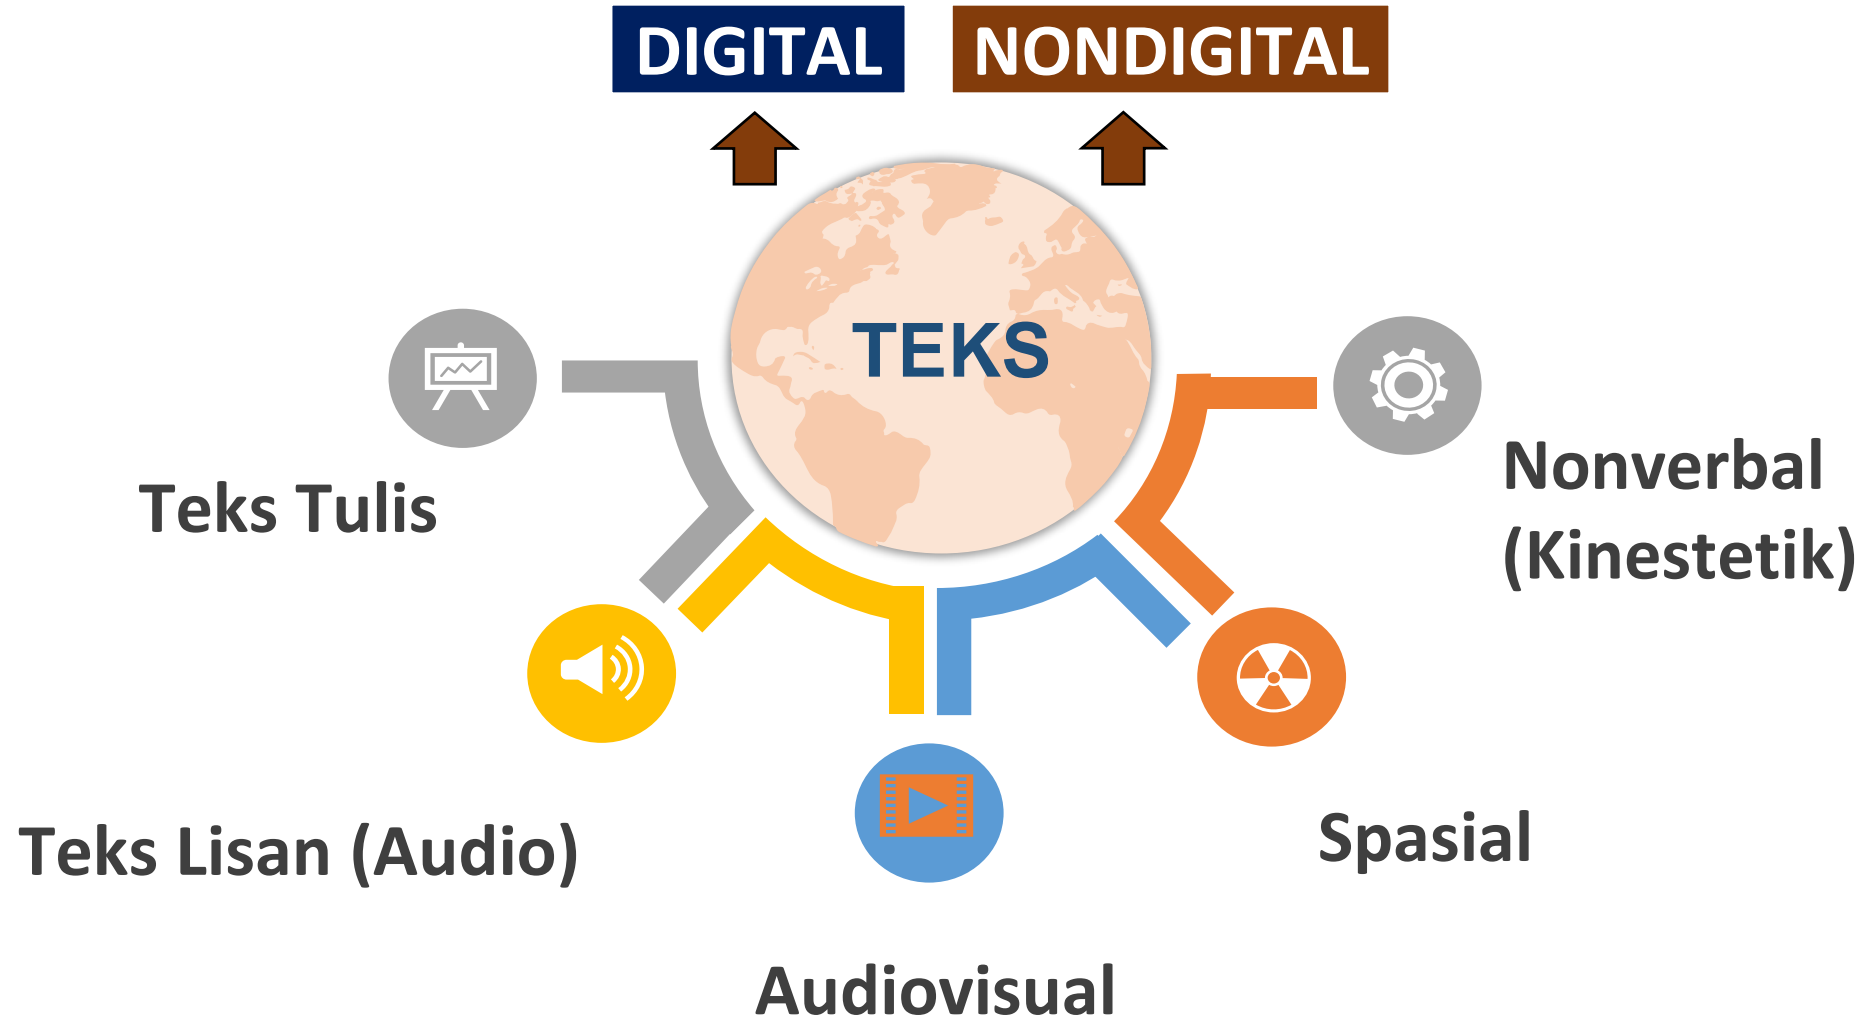 DIGITAL
NONDIGITAL
TEKS
Teks Tulis
Teks Lisan (Audio)
Audiovisual
Spasial
Nonverbal
(Kinestetik)